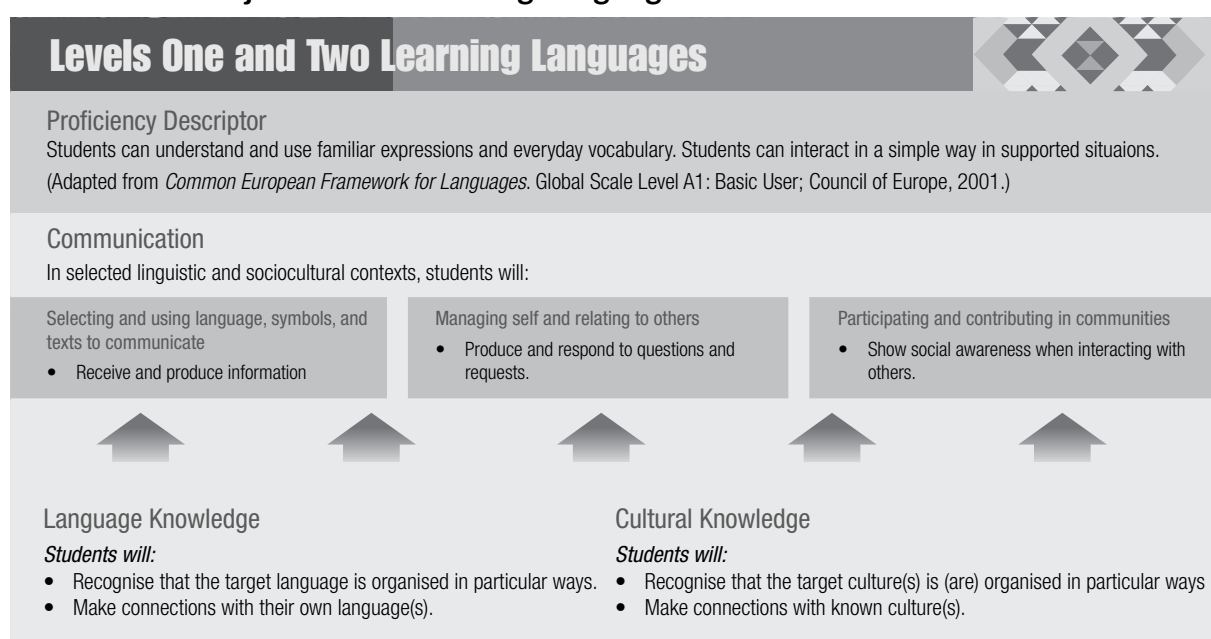 Levels One and Two Learning Languages
Proficiency Descriptor
Students can understand and use familiar expressions and everyday vocabulary. Students can interact in a simple way in supported situaions.
(Adapted from Common European Framework for Languages. Global Scale Level A1: Basic User; Council of Europe, 2001.)
Communication
In selected linguistic and sociocultural contexts, students will:
Selecting and using language, symbols, and
texts to communicate
• Receive and produce information
Managing self and relating to others
• Produce and respond to questions and
requests.
Participating and contributing in communities
• Show social awareness when interacting with
others.
Language Knowledge
Students will:
• Recognise that the target language is organised in particular ways.
• Make connections with their own language(s).
Cultural Knowledge
Students will:
• Recognise that the target culture(s) is (are) organised in particular ways
• Make connections with known culture(s).